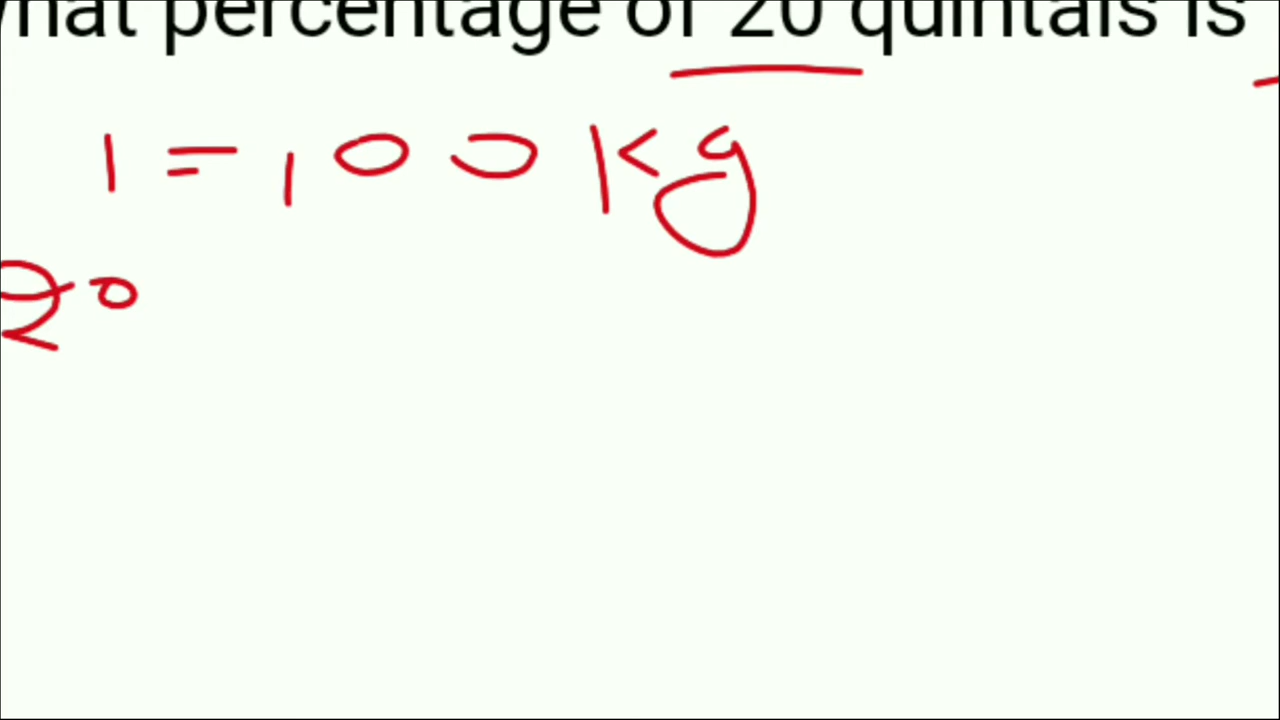 hat percentage of 20 quintals is
1 = 100 kg
20